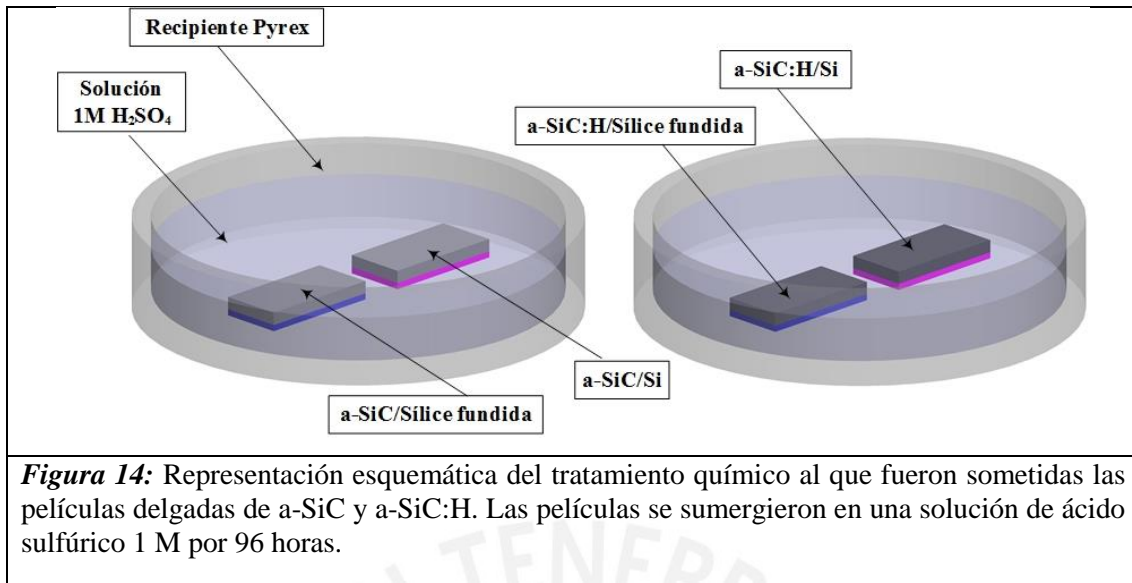 Recipiente Pyrex
Solución
1M H₂SO₄
a-SiC:H/Si
a-SiC:H/Sílice fundida
a-SiC/Si
a-SiC/Sílice fundida
Figura 14: Representación esquemática del tratamiento químico al que fueron sometidas las
películas delgadas de a-SiC y a-SiC:H. Las películas se sumergieron en una solución de ácido
sulfúrico 1 M por 96 horas.